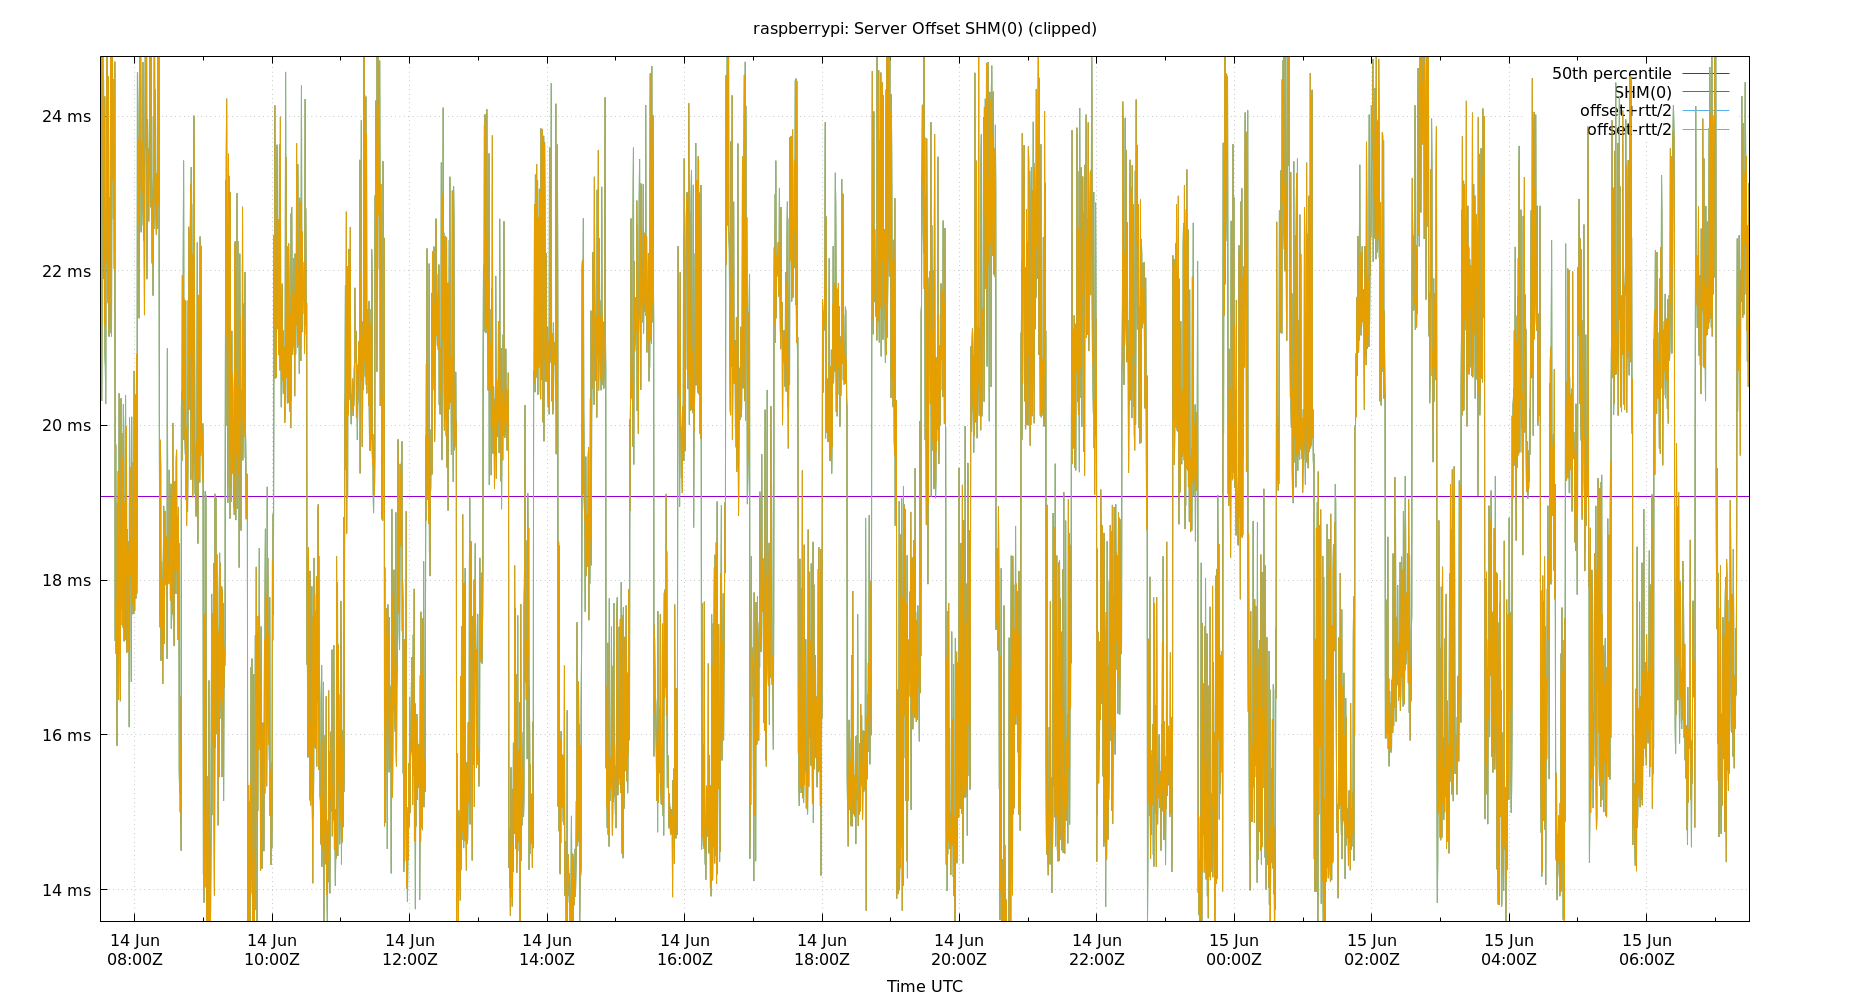 raspberrypi: Server Offset SHM(0) (clipped)
50th percentile
SHM(0)
offset+rtt/2
offset-rtt/2
24 ms
22 ms
20 ms
18 ms
16 ms
14 ms
14 Jun 14 Jun 14 Jun 14 Jun 14 Jun 14 Jun 14 Jun 14 Jun 15 Jun 15 Jun 15 Jun 15 Jun
08:00Z 10:00Z 12:00Z 14:00Z 16:00Z 18:00Z 20:00Z 22:00Z 00:00Z 02:00Z 04:00Z 06:00Z
Time UTC